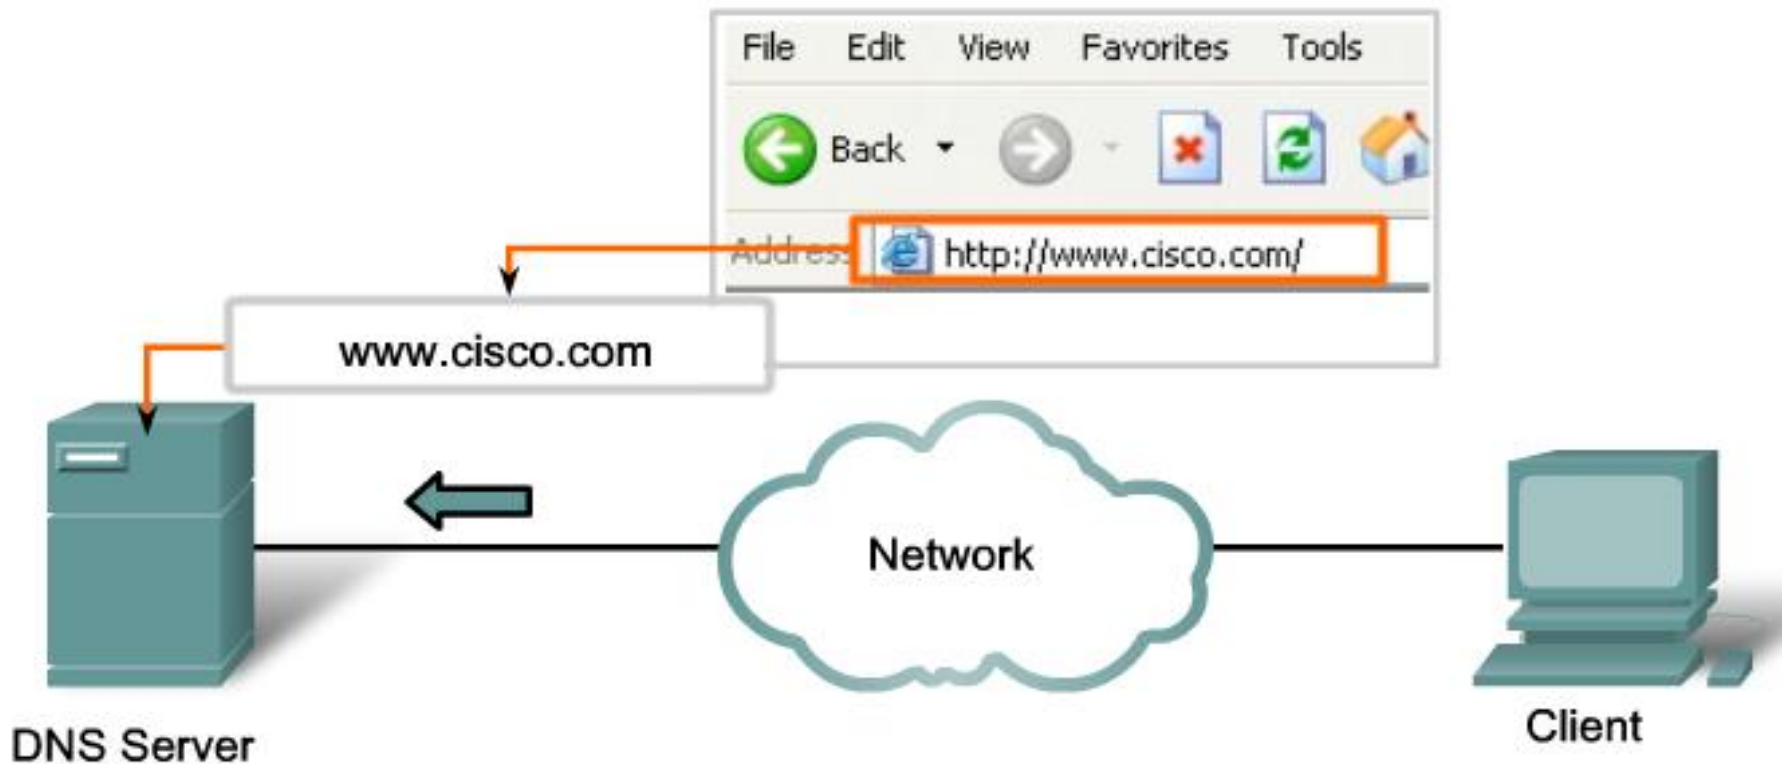 File Edit View Favorites Tools
Back
Address http://www.cisco.com/
www.cisco.com
Network
DNS Server
Client